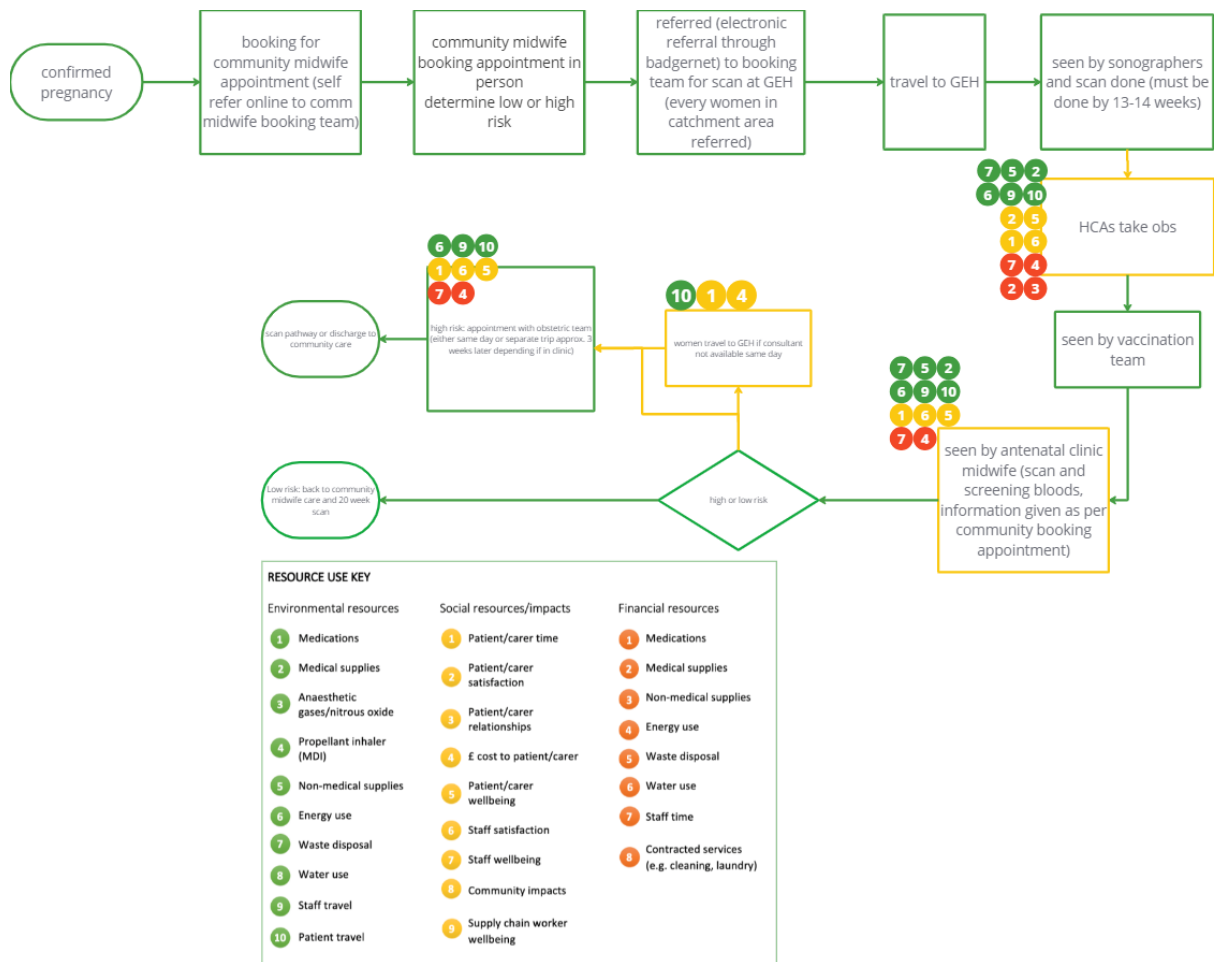 confirmed
pregnancy
booking for
community midwife
appointment (self
refer online to comm
midwife booking team)
community midwife
booking appointment in
person
determine low or high
risk
referred (electronic
referral through
badgernet) to booking
team for scan at GEH
(every women in
catchment area
referred)
travel to GEH
seen by sonographers
and scan done (must be
done by 13-14 weeks)
7 5 2
6 9 10
2 5
1 6
7 4
2 3
HCAs take obs
seen by vaccination
team
7 5 2
6 9 10
1 6 5
7 4
seen by antenatal clinic
midwife (scan and
screening bloods,
information given as per
community booking
appointment)
high or low risk
10 1 4
women travel to GEH if consultant
not available same day
6 9 10
1 6 5
7 4
high risk: appointment with obstetric team
(either same day or separate trip approx. 3
weeks later depending if in clinic)
scan pathway or discharge to
community care
Low risk: back to community
midwife care and 20 week
scan
RESOURCE USE KEY
Environmental resources
1 Medications
2 Medical supplies
3 Anaesthetic
gases/nitrous oxide
4 Propellant inhaler
(MDI)
5 Non-medical supplies
6 Energy use
7 Waste disposal
8 Water use
9 Staff travel
10 Patient travel
Social resources/impacts
1 Patient/carer time
2 Patient/carer
satisfaction
3 Patient/carer
relationships
4 £ cost to patient/carer
5 Patient/carer
wellbeing
6 Staff satisfaction
7 Staff wellbeing
8 Community impacts
9 Supply chain worker
wellbeing
Financial resources
1 Medications
2 Medical supplies
3 Non-medical supplies
4 Energy use
5 Waste disposal
6 Water use
7 Staff time
8 Contracted services
(e.g. cleaning, laundry)